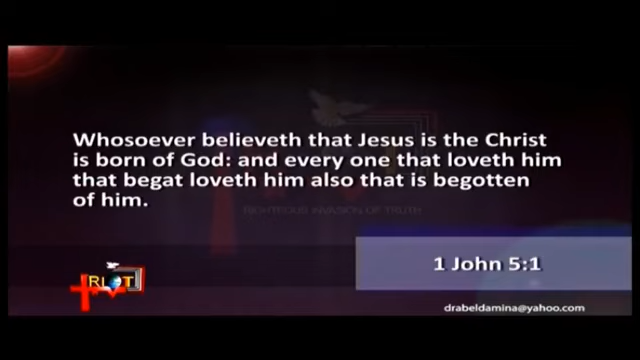 Whosoever believeth that Jesus is the Christ
is born of God: and every one that loveth him
that begat loveth him also that is begotten
of him.
RIGHTEOUS INVASION OF TRUTH
1 John 5:1
RIOT
TV
drabeldamina@yahoo.com